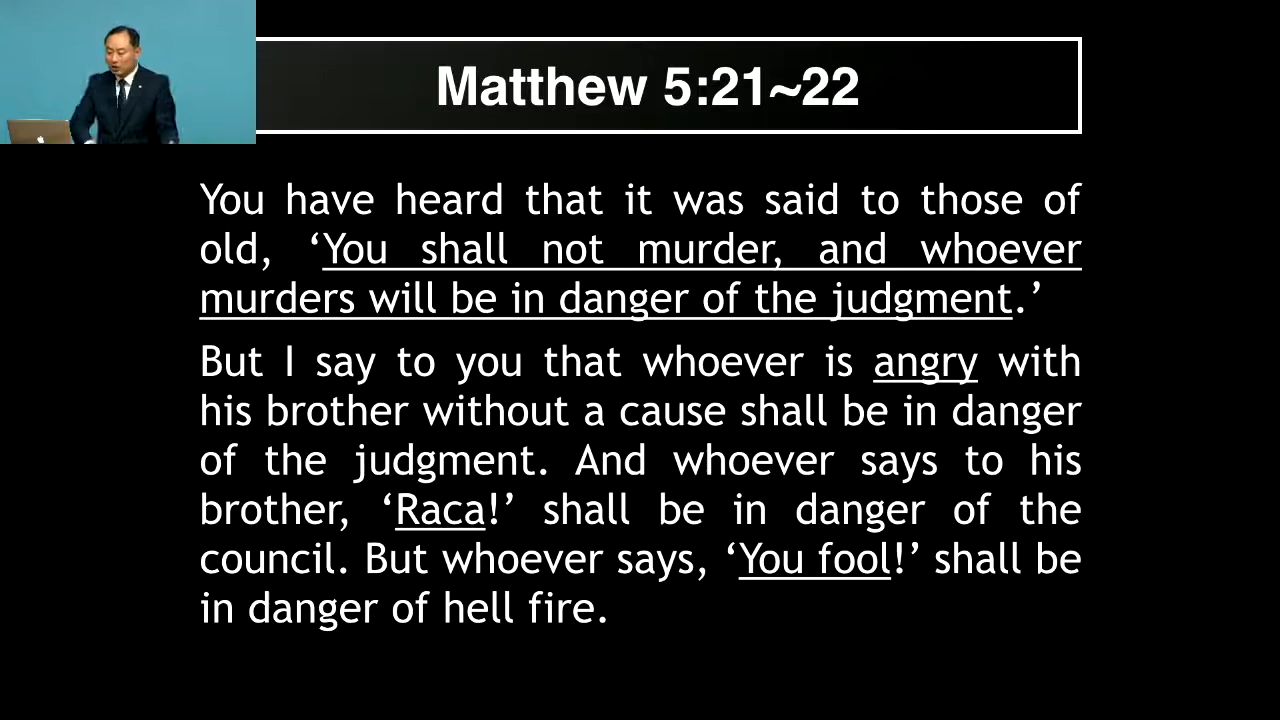 Matthew 5:21~22
You have heard that it was said to those of
old, ‘You shall not murder, and whoever
murders will be in danger of the judgment.’
But I say to you that whoever is angry with
his brother without a cause shall be in danger
of the judgment. And whoever says to his
brother, ‘Raca!’ shall be in danger of the
council. But whoever says, ‘You fool!’ shall be
in danger of hell fire.